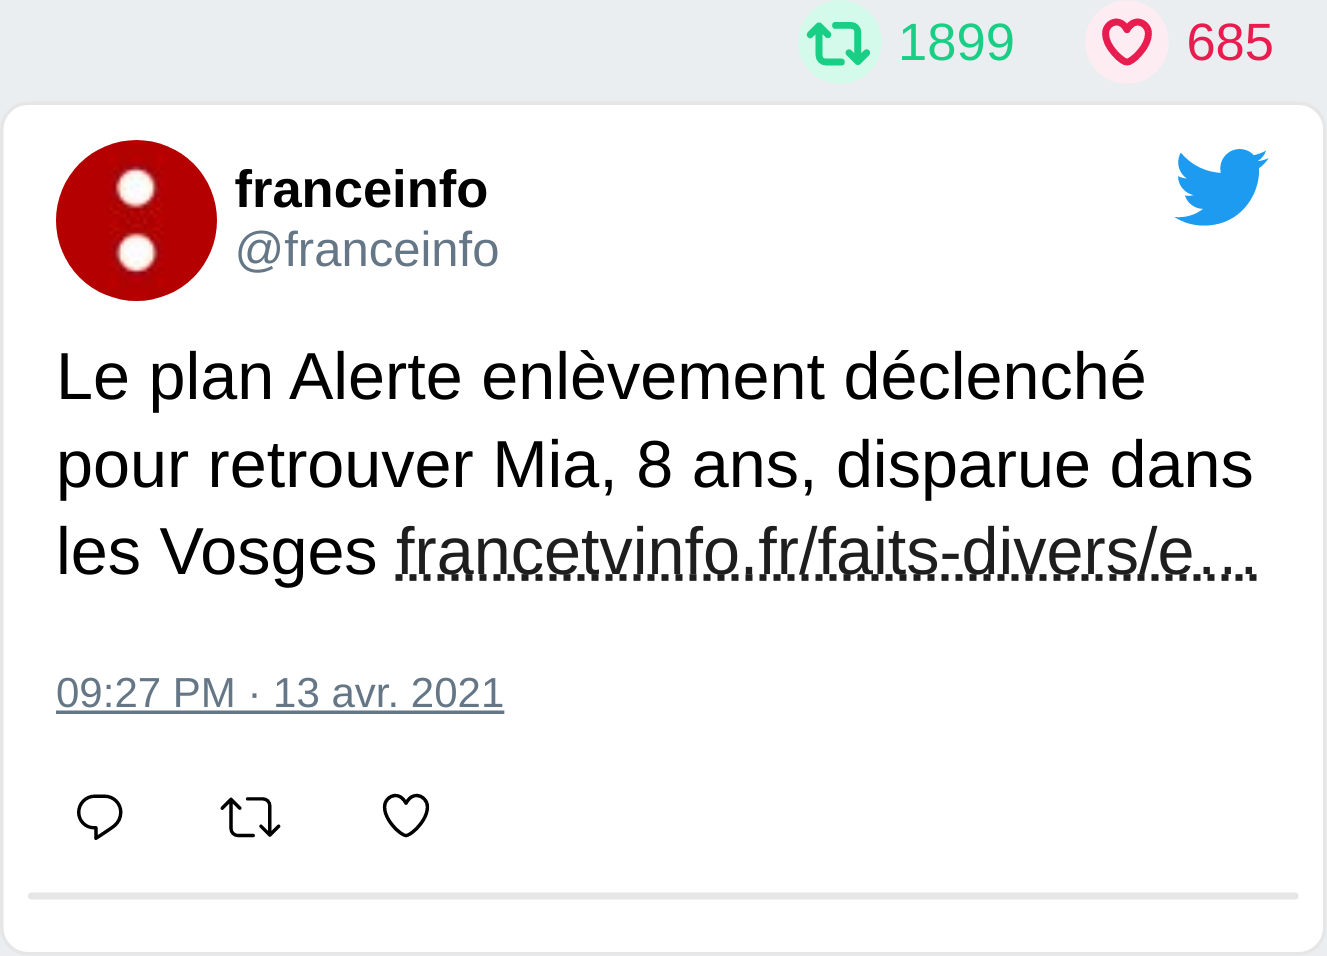 1899 685
franceinfo
@franceinfo
Le plan Alerte enlèvement déclenché
pour retrouver Mia, 8 ans, disparue dans
les Vosges francetvinfo.fr/faits-divers/e…
09:27 PM · 13 avr. 2021